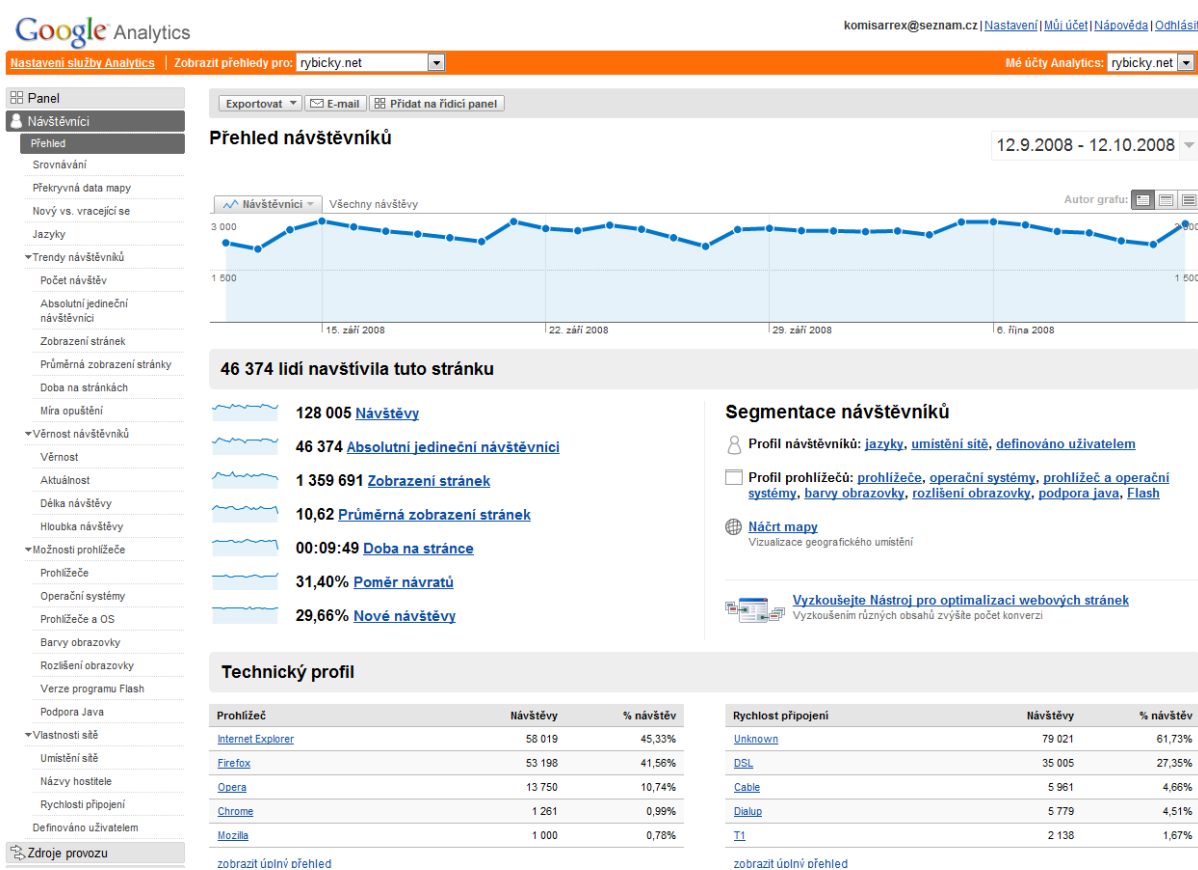 Google Analytics
komisarrex@seznam.cz | Nastavení | Můj účet | Nápověda | Odhlásit
Nastavení služby Analytics | Zobrazit přehledy pro: rybicky.net
Mé účty Analytics: rybicky.net
Panel
Návštěvníci
Přehled
Srovnávání
Překryvná data mapy
Nový vs. vracející se
Jazyky
Trendy návštěvníků
Počet návštěv
Absolutní jedineční
návštěvníci
Zobrazení stránek
Průměrná zobrazení stránky
Doba na stránkách
Míra opuštění
Věrnost návštěvníků
Věrnost
Aktuálnost
Délka návštěvy
Hloubka návštěvy
Možnosti prohlížeče
Prohlížeče
Operační systémy
Prohlížeče a OS
Barvy obrazovky
Rozlišení obrazovky
Verze programu Flash
Podpora Java
Vlastnosti sítě
Umístění sítě
Názvy hostitele
Rychlosti připojení
Definováno uživatelem
Zdroje provozu
Exportovat E-mail Přidat na řídicí panel
Přehled návštěvníků
12.9.2008 - 12.10.2008
Návštěvníci Všechny návštěvy
Autor grafu:
3 000
1 500
1 500
15. září 2008 22. září 2008 29. září 2008 6. října 2008
46 374 lidí navštívila tuto stránku
128 005 Návštěvy
46 374 Absolutní jedineční návštěvníci
1 359 691 Zobrazení stránek
10,62 Průměrná zobrazení stránek
00:09:49 Doba na stránce
31,40% Poměr návratů
29,66% Nové návštěvy
Segmentace návštěvníků
Profil návštěvníků: jazyky, umístění sítě, definováno uživatelem
Profil prohlížečů: prohlížeče, operační systémy, prohlížeč a operační
systémy, barvy obrazovky, rozlišení obrazovky, podpora java, Flash
Náčrt mapy
Vizualizace geografického umístění
Vyzkoušejte Nástroj pro optimalizaci webových stránek
Vyzkoušením různých obsahů zvýšíte počet konverzí
Technický profil
Prohlížeč Návštěvy % návštěv
Internet Explorer 58 019 45,33%
Firefox 53 198 41,56%
Opera 13 750 10,74%
Chrome 1 261 0,99%
Mozilla 1 000 0,78%
zobrazit úplný přehled
Rychlost připojení Návštěvy % návštěv
Unknown 79 021 61,73%
DSL 35 005 27,35%
Cable 5 961 4,66%
Dialup 5 779 4,51%
T1 2 138 1,67%
zobrazit úplný přehled